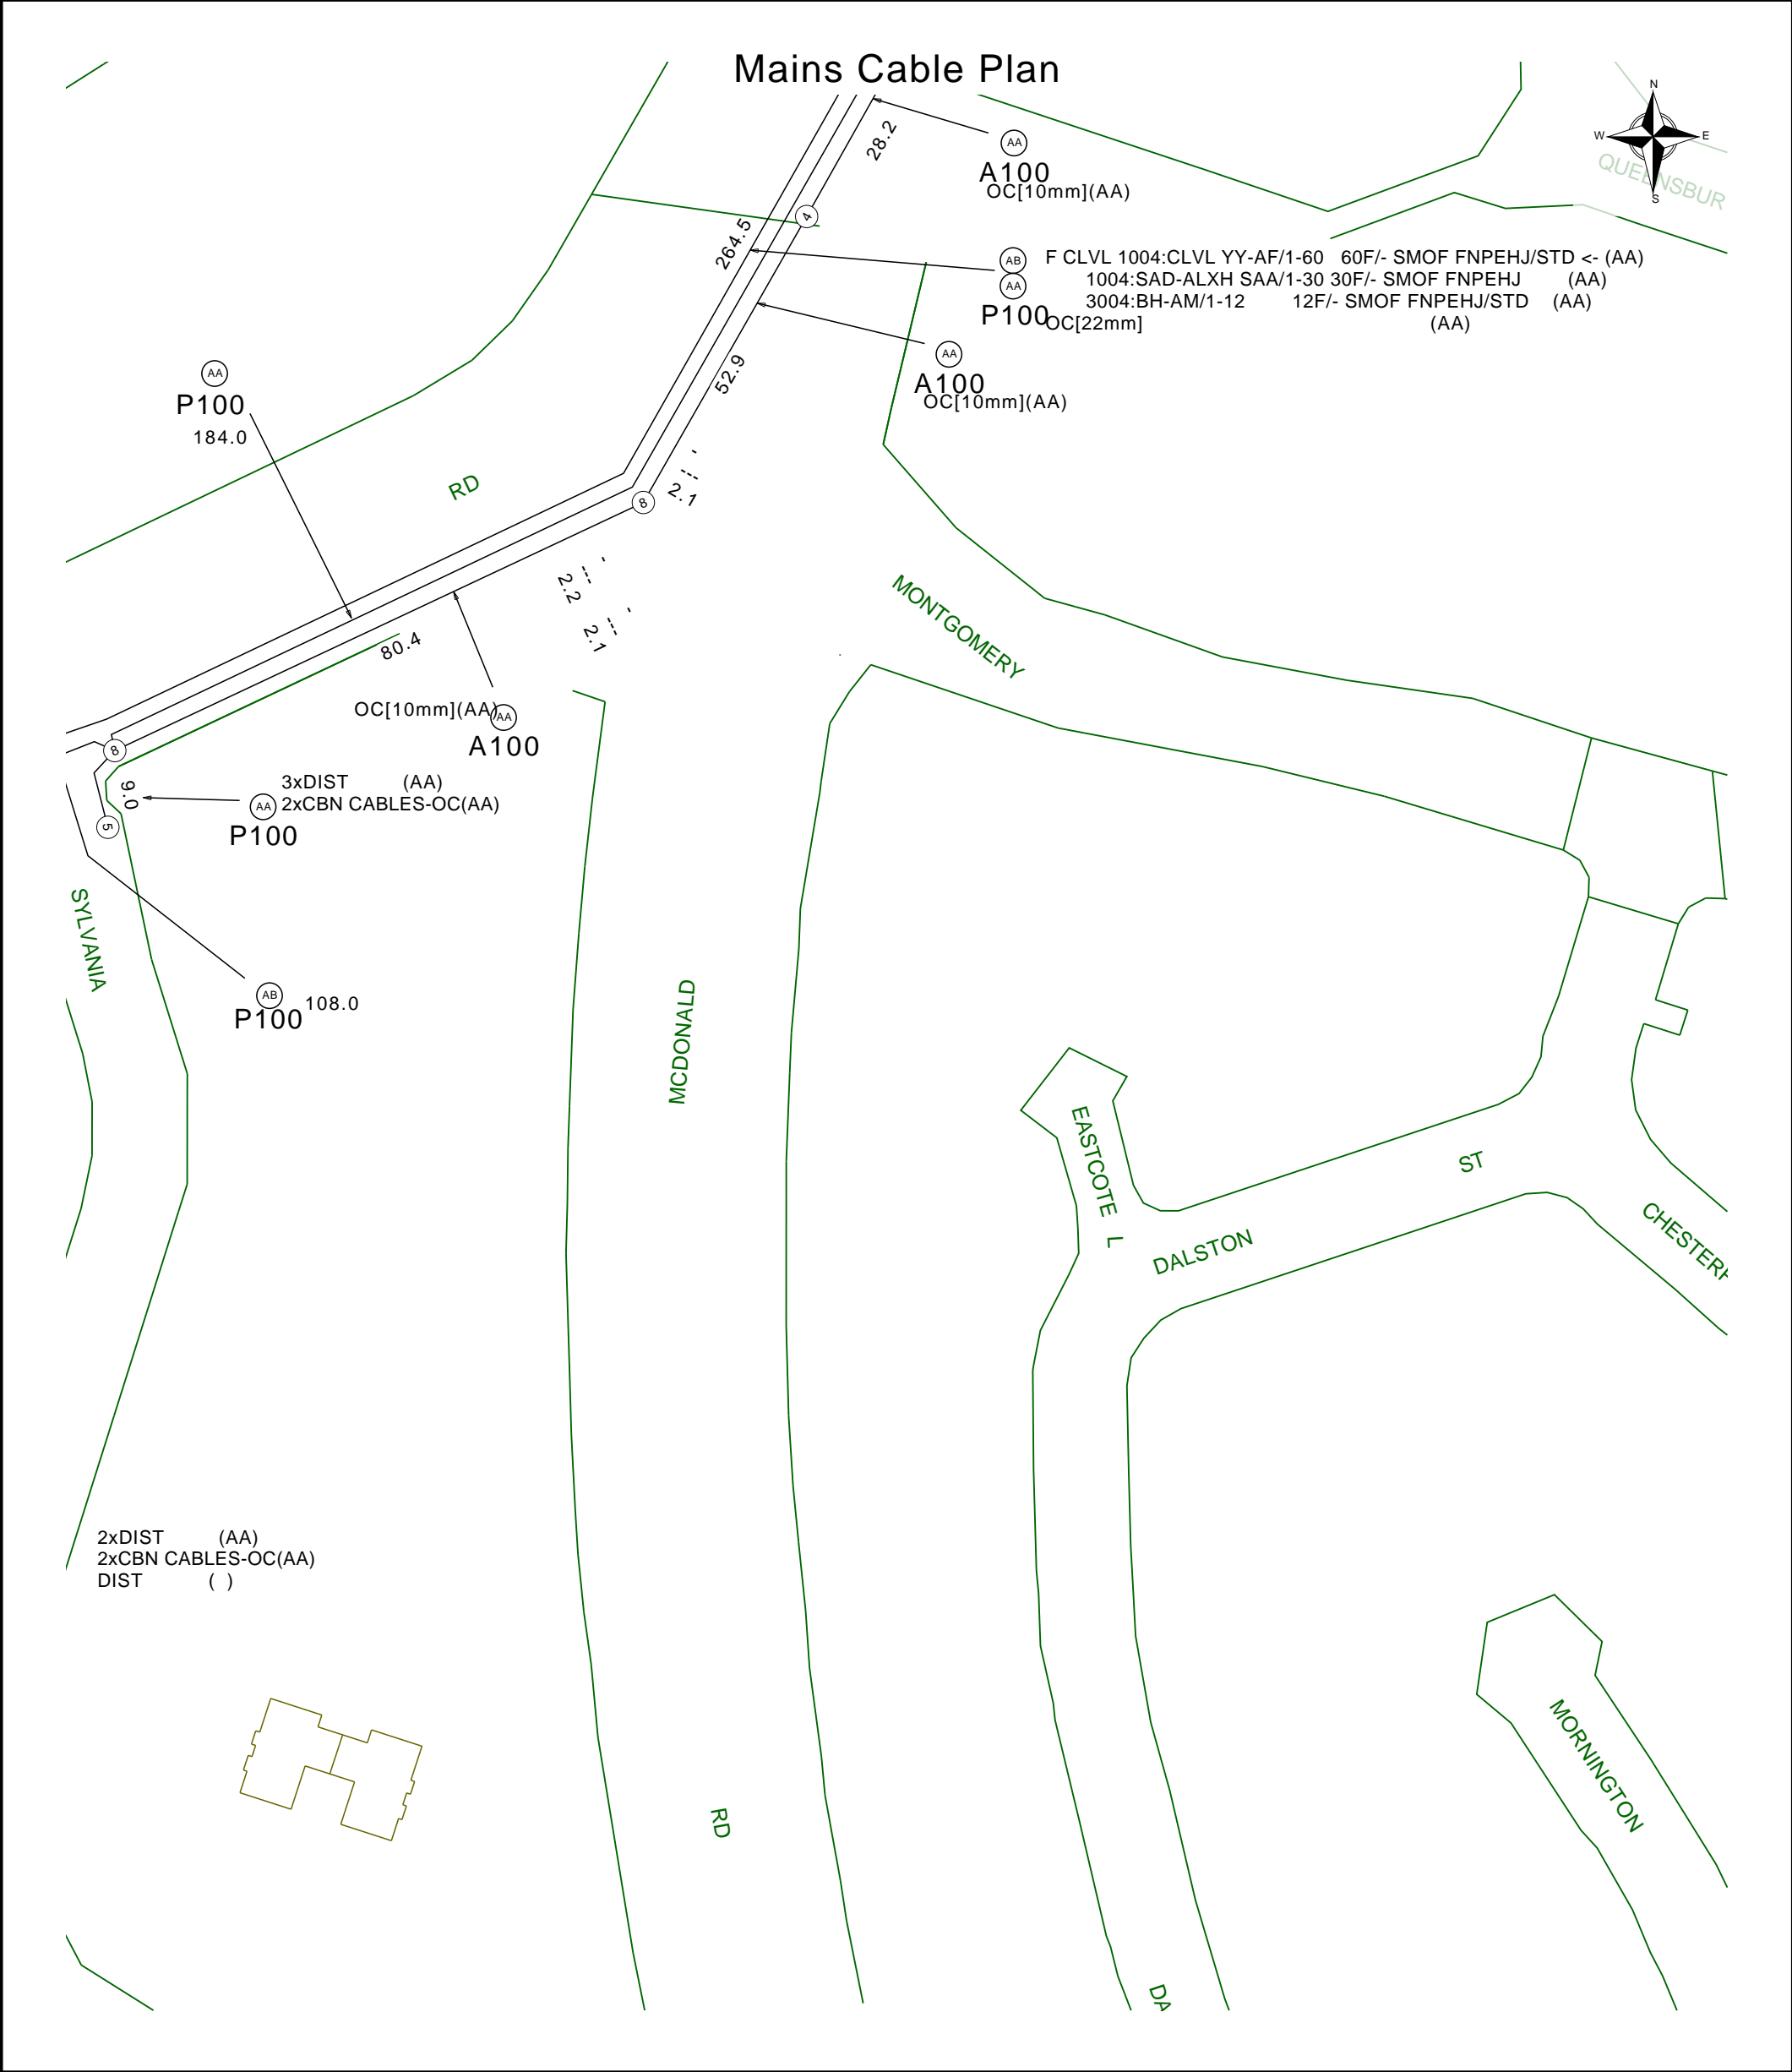 Mains Cable Plan
N
W
E
S
QUEENSBUR
28.2
AA
A100
OC[10mm](AA)
4
264.5
AB
F CLVL 1004:CLVL YY-AF/1-60 60F/- SMOF FNPEHJ/STD <- (AA)
AA
1004:SAD-ALXH SAA/1-30 30F/- SMOF FNPEHJ (AA)
3004:BH-AM/1-12 12F/- SMOF FNPEHJ/STD (AA)
P100
OC[22mm] (AA)
AA
A100
OC[10mm](AA)
52.9
AA
P100
184.0
RD
2.1
8
2.2
2.1
MONTGOMERY
80.4
OC[10mm](AA)
AA
A100
8
9.0
3xDIST (AA)
AA
2xCBN CABLES-OC(AA)
P100
5
SYLVANIA
AB
P100
108.0
MCDONALD
EASTCOTE L
ST
DALSTON
CHESTERF
2xDIST (AA)
2xCBN CABLES-OC(AA)
DIST ( )
MORNINGTON
RD
DA